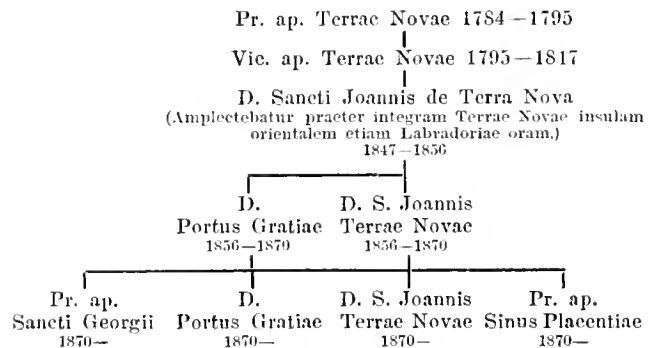 Pr. ap. Terrae Novae 1784—1795
Vic. ap. Terrae Novae 1795—1817
D. Sancti Joannis de Terra Nova
(Amplectebatur praeter integram Terrae Novae insulam
orientalem etiam Labradoriae oram.)
1847—1856
D. D. S. Joannis
Portus Gratiae Terrae Novae
1856—1870 1856—1870
Pr. ap. D. D. S. Joannis Pr. ap.
Sancti Georgii Portus Gratiae Terrae Novae Sinus Placentiae
1870— 1870— 1870— 1870—